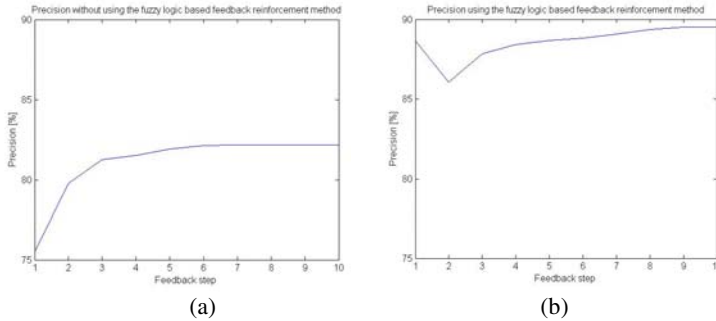 Precision without using the fuzzy logic based feedback reinforcement method
90
85
80
75
Precision [%]
1 2 3 4 5 6 7 8 9 10
Feedback step
(a)
Precision using the fuzzy logic based feedback reinforcement method
90
85
80
75
Precision [%]
1 2 3 4 5 6 7 8 9 1
Feedback step
(b)